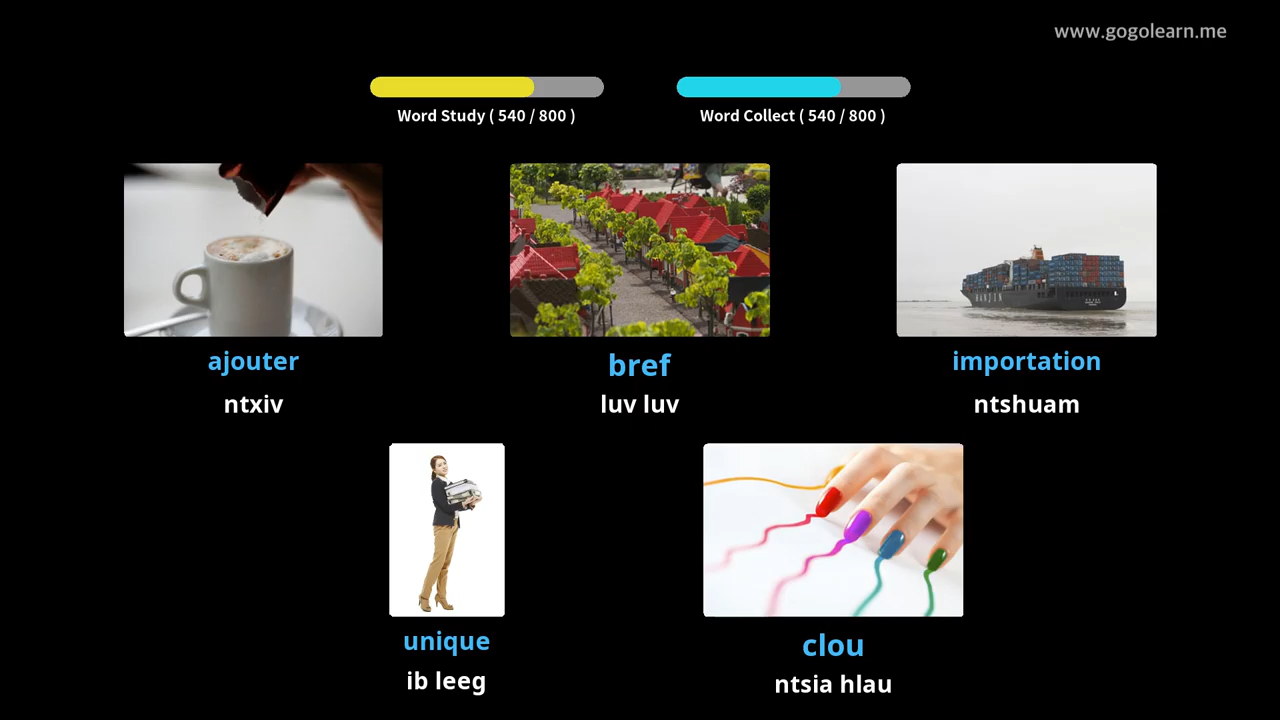 www.gogolearn.me
Word Study ( 540 / 800 )
Word Collect ( 540 / 800 )
ajouter
ntxiv
bref
luv luv
HANJIN
importation
ntshuam
unique
ib leeg
clou
ntsia hlau